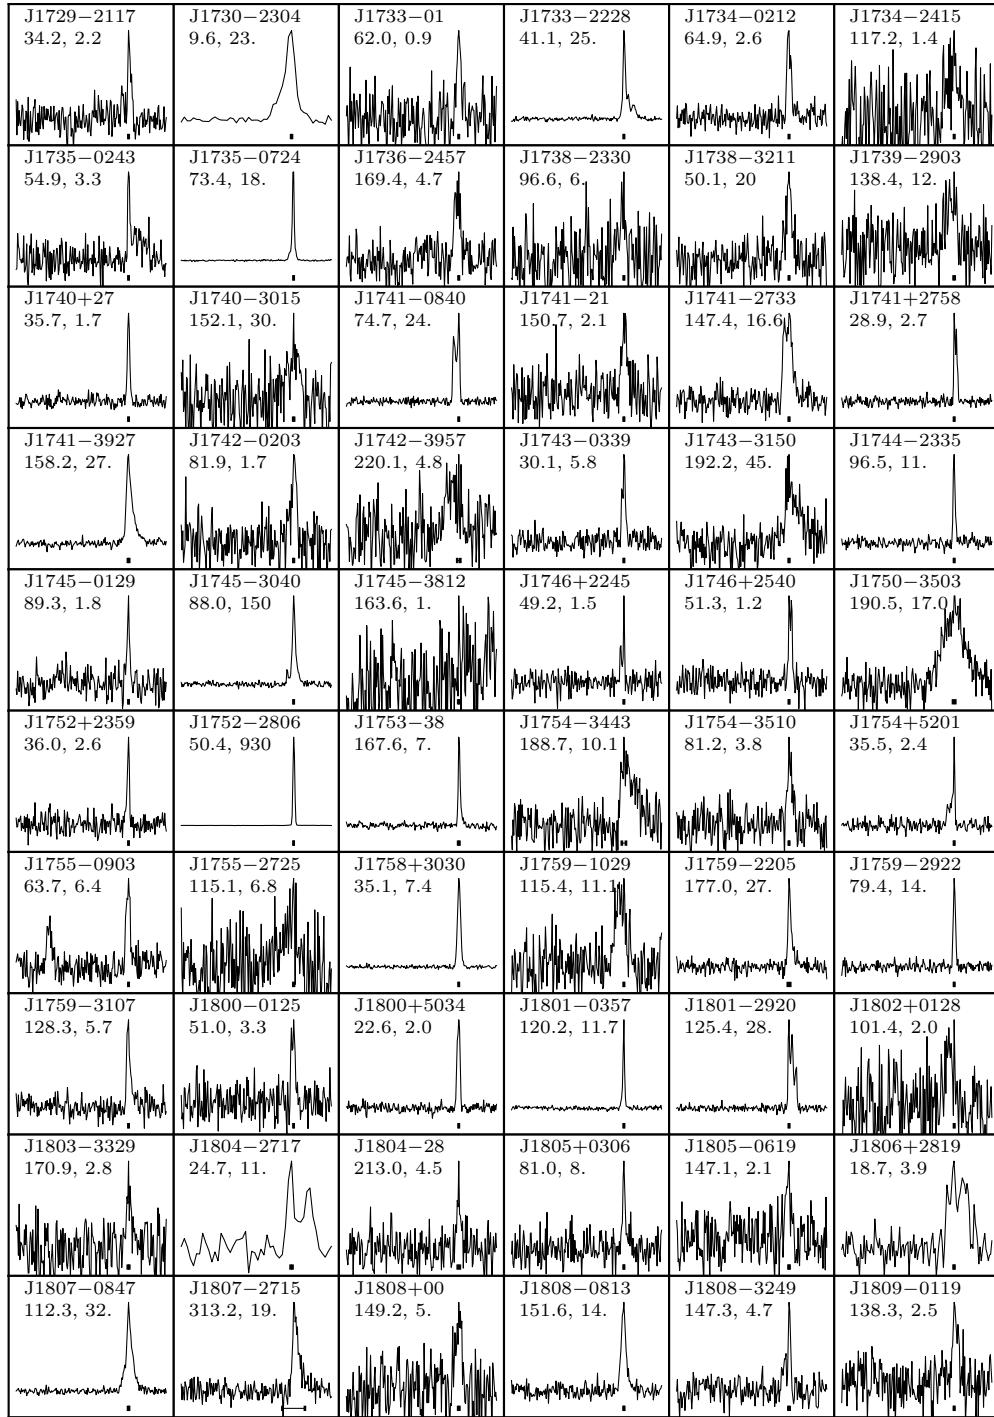 J1729−2117
34.2, 2.2
J1730−2304
9.6, 23.
J1733−01
62.0, 0.9
J1733−2228
41.1, 25.
J1734−0212
64.9, 2.6
J1734−2415
117.2, 1.4
J1735−0243
54.9, 3.3
J1735−0724
73.4, 18.
J1736−2457
169.4, 4.7
J1738−2330
96.6, 6.
J1738−3211
50.1, 20
J1739−2903
138.4, 12.
J1740+27
35.7, 1.7
J1740−3015
152.1, 30.
J1741−0840
74.7, 24.
J1741−21
150.7, 2.1
J1741−2733
147.4, 16.6
J1741+2758
28.9, 2.7
J1741−3927
158.2, 27.
J1742−0203
81.9, 1.7
J1742−3957
220.1, 4.8
J1743−0339
30.1, 5.8
J1743−3150
192.2, 45.
J1744−2335
96.5, 11.
J1745−0129
89.3, 1.8
J1745−3040
88.0, 150
J1745−3812
163.6, 1.
J1746+2245
49.2, 1.5
J1746+2540
51.3, 1.2
J1750−3503
190.5, 17.0
J1752+2359
36.0, 2.6
J1752−2806
50.4, 930
J1753−38
167.6, 7.
J1754−3443
188.7, 10.1
J1754−3510
81.2, 3.8
J1754+5201
35.5, 2.4
J1755−0903
63.7, 6.4
J1755−2725
115.1, 6.8
J1758+3030
35.1, 7.4
J1759−1029
115.4, 11.1
J1759−2205
177.0, 27.
J1759−2922
79.4, 14.
J1759−3107
128.3, 5.7
J1800−0125
51.0, 3.3
J1800+5034
22.6, 2.0
J1801−0357
120.2, 11.7
J1801−2920
125.4, 28.
J1802+0128
101.4, 2.0
J1803−3329
170.9, 2.8
J1804−2717
24.7, 11.
J1804−28
213.0, 4.5
J1805+0306
81.0, 8.
J1805−0619
147.1, 2.1
J1806+2819
18.7, 3.9
J1807−0847
112.3, 32.
J1807−2715
313.2, 19.
J1808+00
149.2, 5.
J1808−0813
151.6, 14.
J1808−3249
147.3, 4.7
J1809−0119
138.3, 2.5